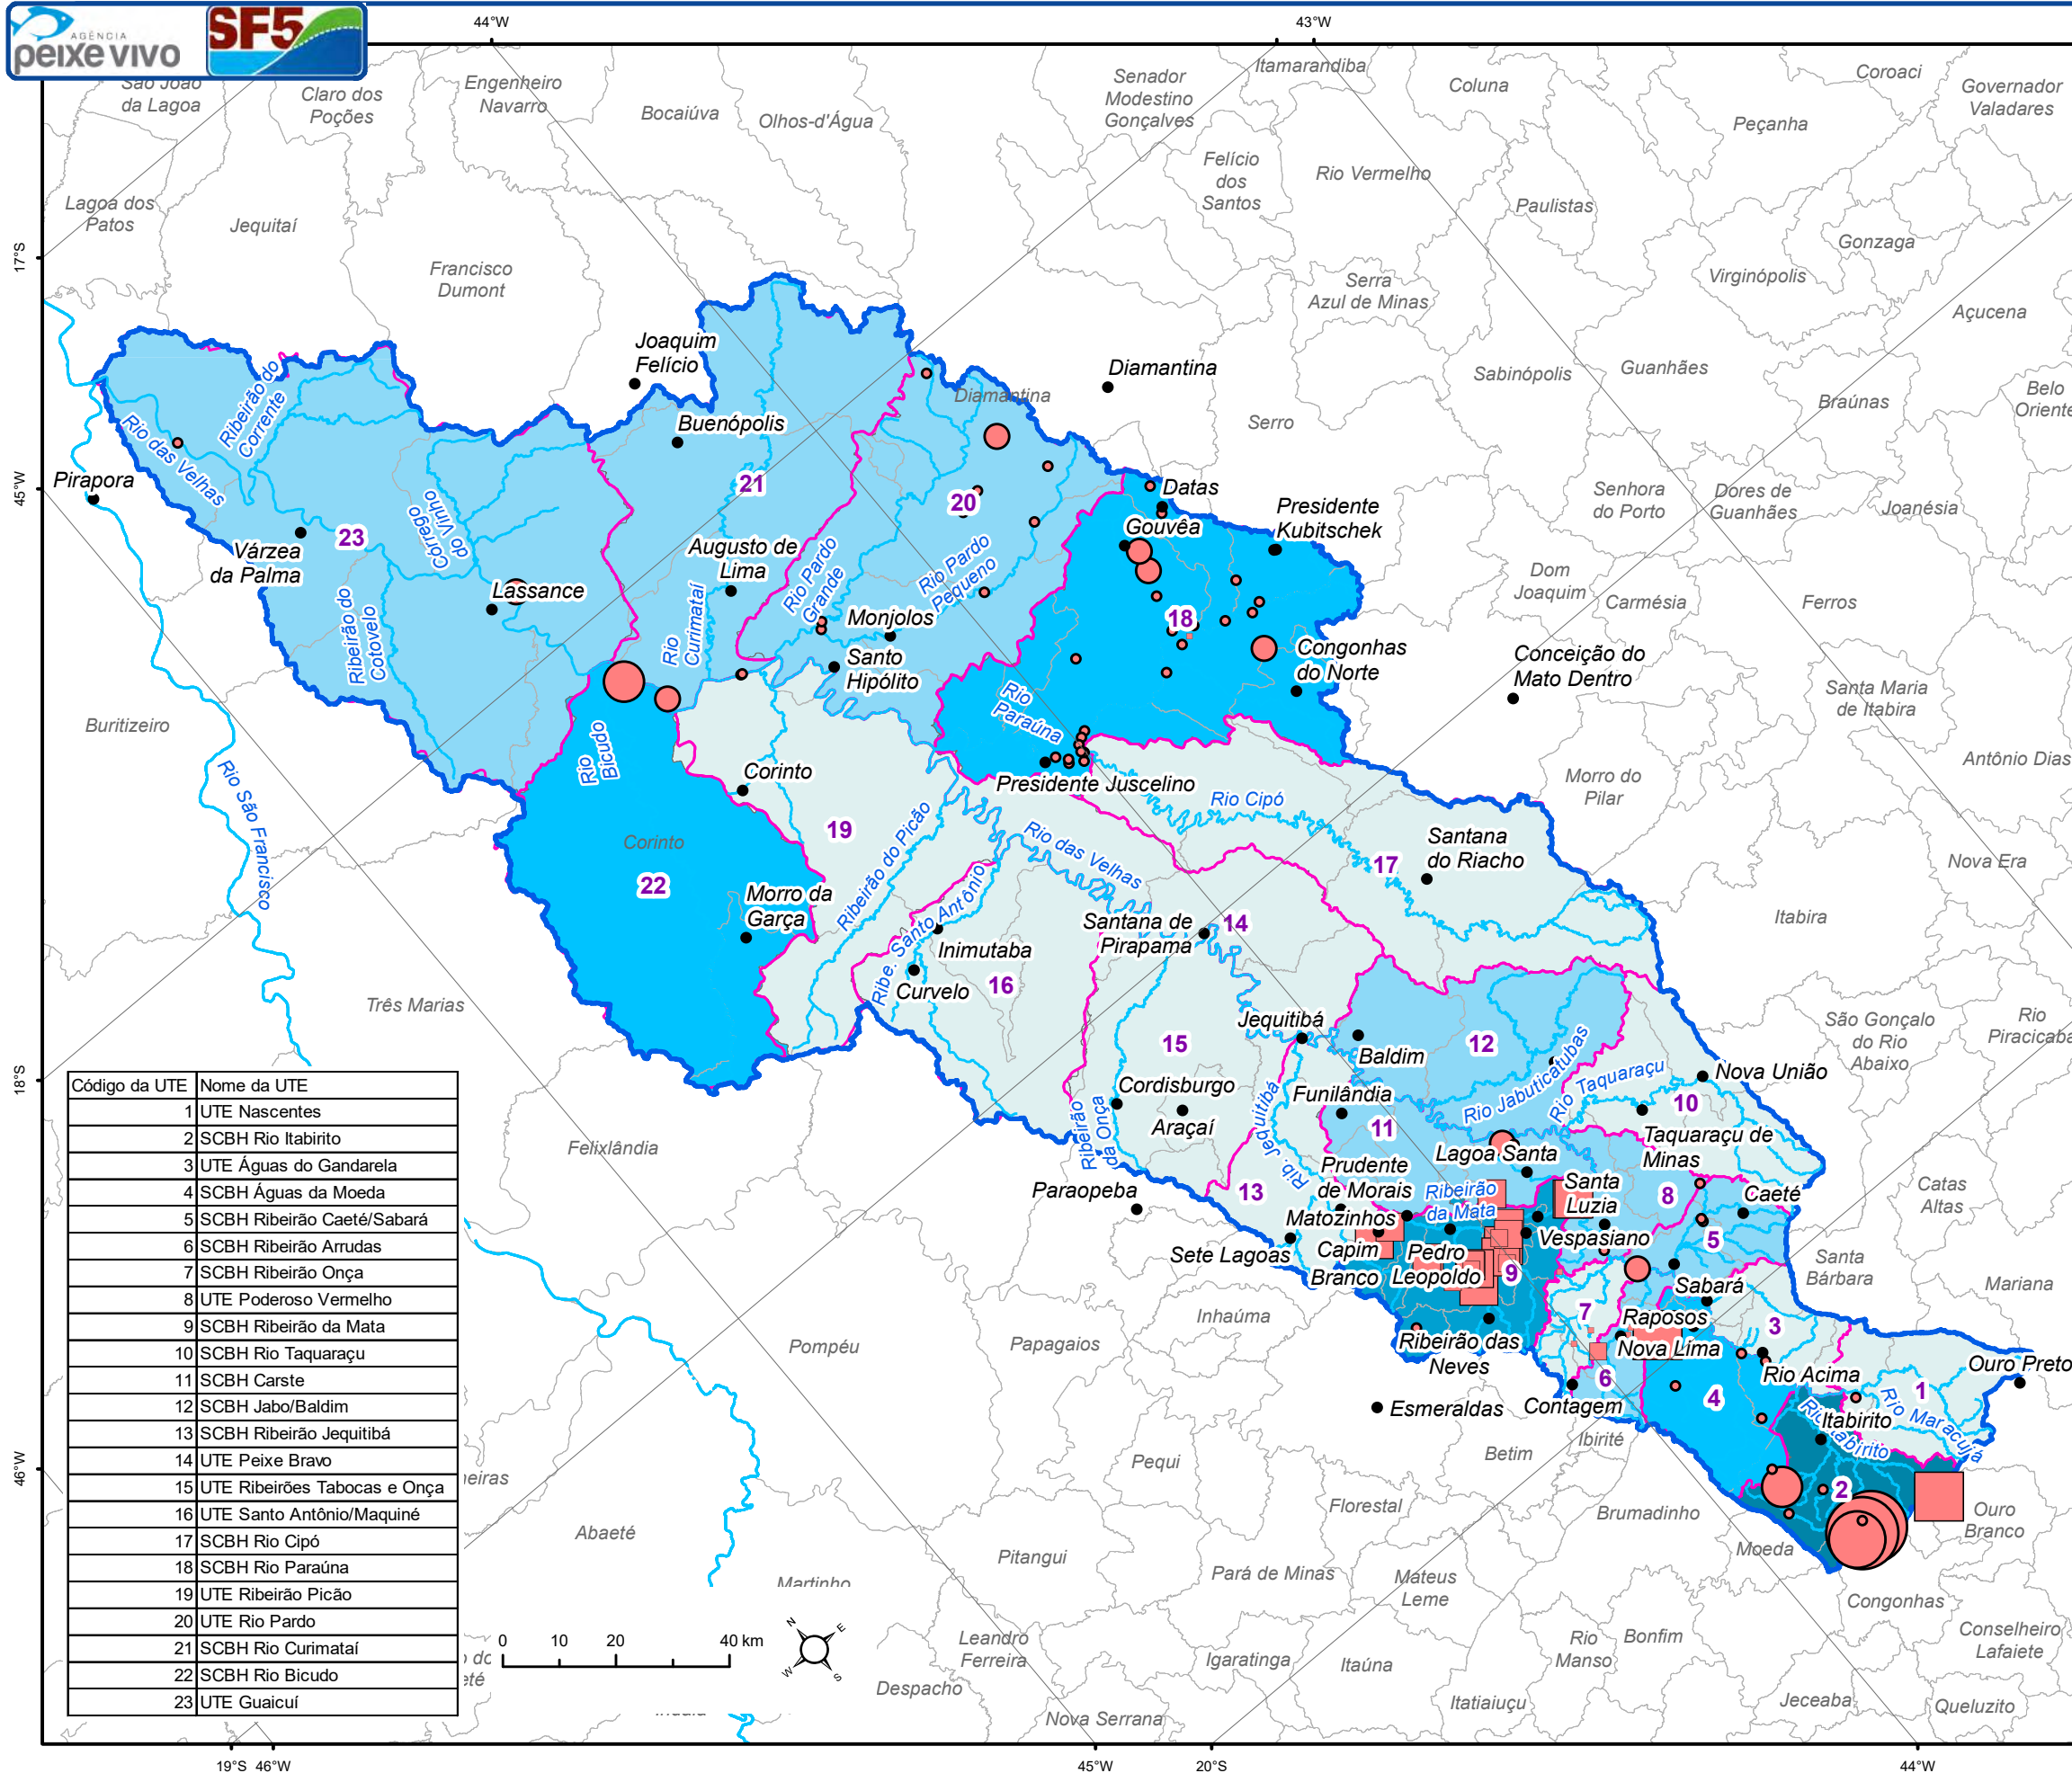 AGÊNCIA
peixe vivo
SF5
44°W
43°W
17°S
45°W
18°S
46°W
19°S
46°W
45°W
20°S
44°W
São João
da Lagoa
Claro dos
Poções
Engenheiro
Navarro
Bocaiúva
Olhos-d'Água
Senador
Modestino
Gonçalves
Itamarandiba
Coluna
Coroaci
Governador
Valadares
Peçanha
Felício
dos
Santos
Rio Vermelho
Paulistas
Gonzaga
Virginópolis
Lagoa dos
Patos
Jequitaí
Francisco
Dumont
Serra
Azul de Minas
Açucena
Sabinópolis
Guanhães
Braúnas
Belo
Oriente
Joaquim
Felício
Diamantina
Diamantina
Serro
Buenópolis
Ribeirão do
Corrente
Rio das Velhas
Pirapora
21
20
Datas
Presidente
Kubitschek
Gouvêa
Senhora
do Porto
Dores de
Guanhães
Joanésia
23
Córrego
do Vinho
Várzea
da Palma
Augusto de
Lima
Rio Pardo
Grande
Rio Pardo
Pequeno
Dom
Joaquim
Carmésia
Ferros
Lassance
Ribeirão do
Cotovelo
Rio
Curimataí
Monjolos
18
Santo
Hipólito
Congonhas
do Norte
Conceição do
Mato Dentro
Santa Maria
de Itabira
Buritizeiro
Rio
Bicudo
Rio
Paraúna
Corinto
Presidente Juscelino
Antônio Dias
Morro do
Pilar
Rio São Francisco
Rio Cipó
19
Corinto
22
Ribeirão do Picão
Rio das Velhas
17
Santana
do Riacho
Nova Era
Morro da
Garça
Ribe. Santo Antônio
Inimutaba
Santana de
Pirapama
14
Itabira
Curvelo
16
Três Marias
Jequitibá
15
Baldim
12
São Gonçalo
do Rio
Abaixo
Rio
Piracicaba
Nova União
Cordisburgo
Araçaí
Ribeirão
da Onça
Rib. Jequitibá
Funilândia
11
Rio Jabuticatubas
Rio Taquaraçu
10
Taquaraçu de
Minas
Felixlândia
Lagoa Santa
Prudente
de Morais
13
Paraopeba
Ribeirão
da Mata
Santa
Luzia
8
Caeté
Catas
Altas
Matozinhos
Sete Lagoas
Capim
Branco
Pedro
Leopoldo
9
Vespasiano
5
Santa
Bárbara
Mariana
Sabará
Inhaúma
7
Raposos
3
Nova Lima
Ribeirão das
Neves
Rio Acima
Ouro Preto
Pompéu
Papagaios
6
4
1
Esmeraldas
Contagem
Itabirito
Rio Itabirito
Rio Maracujá
Betim
Ibirité
Pequi
2
Florestal
Brumadinho
Ouro
Branco
Abaeté
Moeda
Pitangui
Pará de Minas
Mateus
Leme
Congonhas
Martinho
Leandro
Ferreira
Igaratinga
Itaúna
Rio
Manso
Bonfim
Conselheiro
Lafaiete
Despacho
Nova Serrana
Itatiaiuçu
Jeceaba
Queluzito
Código da UTE Nome da UTE
1 UTE Nascentes
2 SCBH Rio Itabirito
3 UTE Águas do Gandarela
4 SCBH Águas da Moeda
5 SCBH Ribeirão Caeté/Sabará
6 SCBH Ribeirão Arrudas
7 SCBH Ribeirão Onça
8 UTE Poderoso Vermelho
9 SCBH Ribeirão da Mata
10 SCBH Rio Taquaraçu
11 SCBH Carste
12 SCBH Jabo/Baldim
13 SCBH Ribeirão Jequitibá
14 UTE Peixe Bravo
15 UTE Ribeirões Tabocas e Onça
16 UTE Santo Antônio/Maquiné
17 SCBH Rio Cipó
18 SCBH Rio Paraúna
19 UTE Ribeirão Picão
20 UTE Rio Pardo
21 SCBH Rio Curimataí
22 SCBH Rio Bicudo
23 UTE Guaicuí
0 10 20 40 km
N
E
W
S